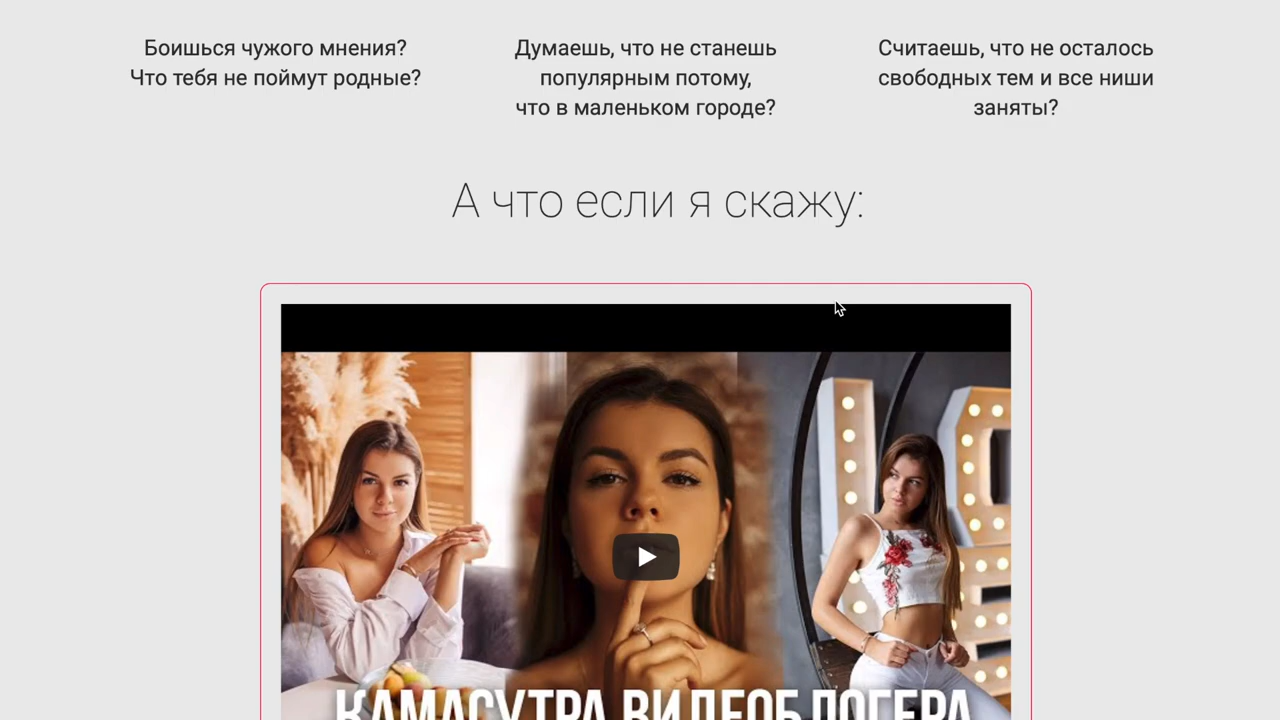 Боишься чужого мнения?
Что тебя не поймут родные?
Думаешь, что не станешь
популярным потому,
что в маленьком городе?
Считаешь, что не осталось
свободных тем и все ниши
заняты?
А что если я скажу:
КАМАСУТРА ВИДЕОБЛОГЕРА